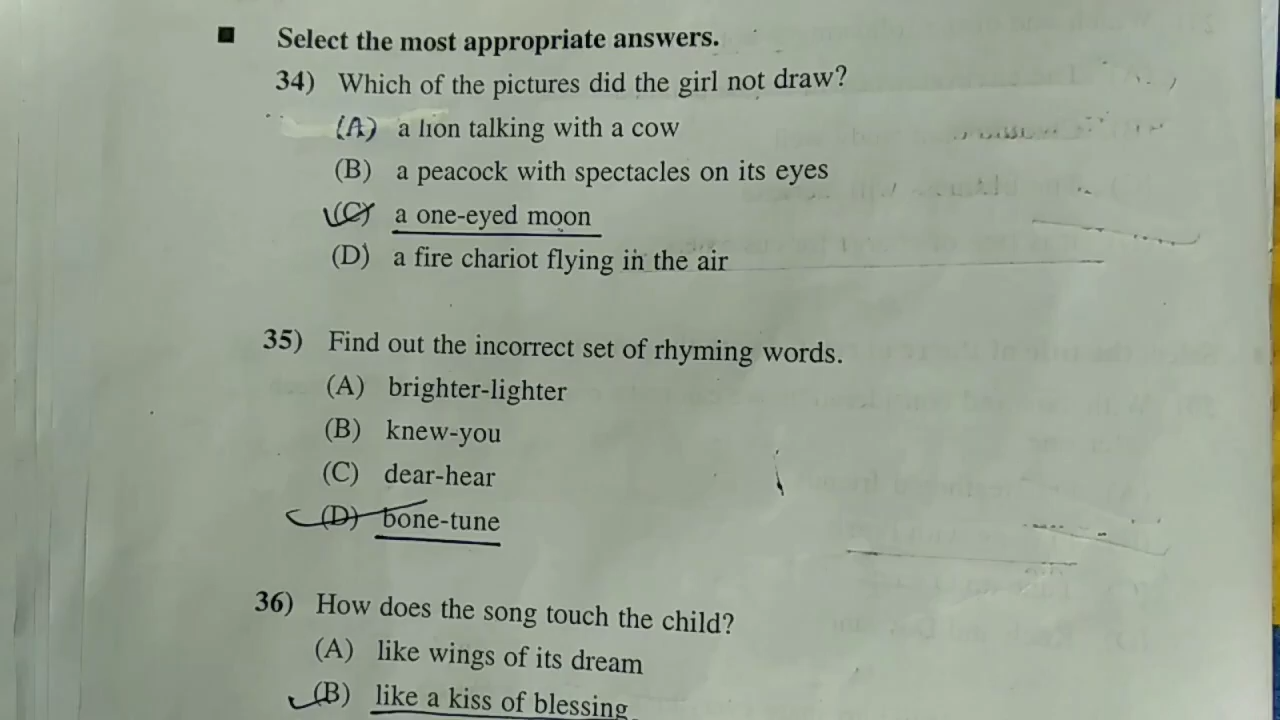 ■ Select the most appropriate answers.
34) Which of the pictures did the girl not draw?
(A) a lion talking with a cow
(B) a peacock with spectacles on its eyes
(C) a one-eyed moon
(D) a fire chariot flying in the air
35) Find out the incorrect set of rhyming words.
(A) brighter-lighter
(B) knew-you
(C) dear-hear
(D) bone-tune
36) How does the song touch the child?
(A) like wings of its dream
(B) like a kiss of blessing